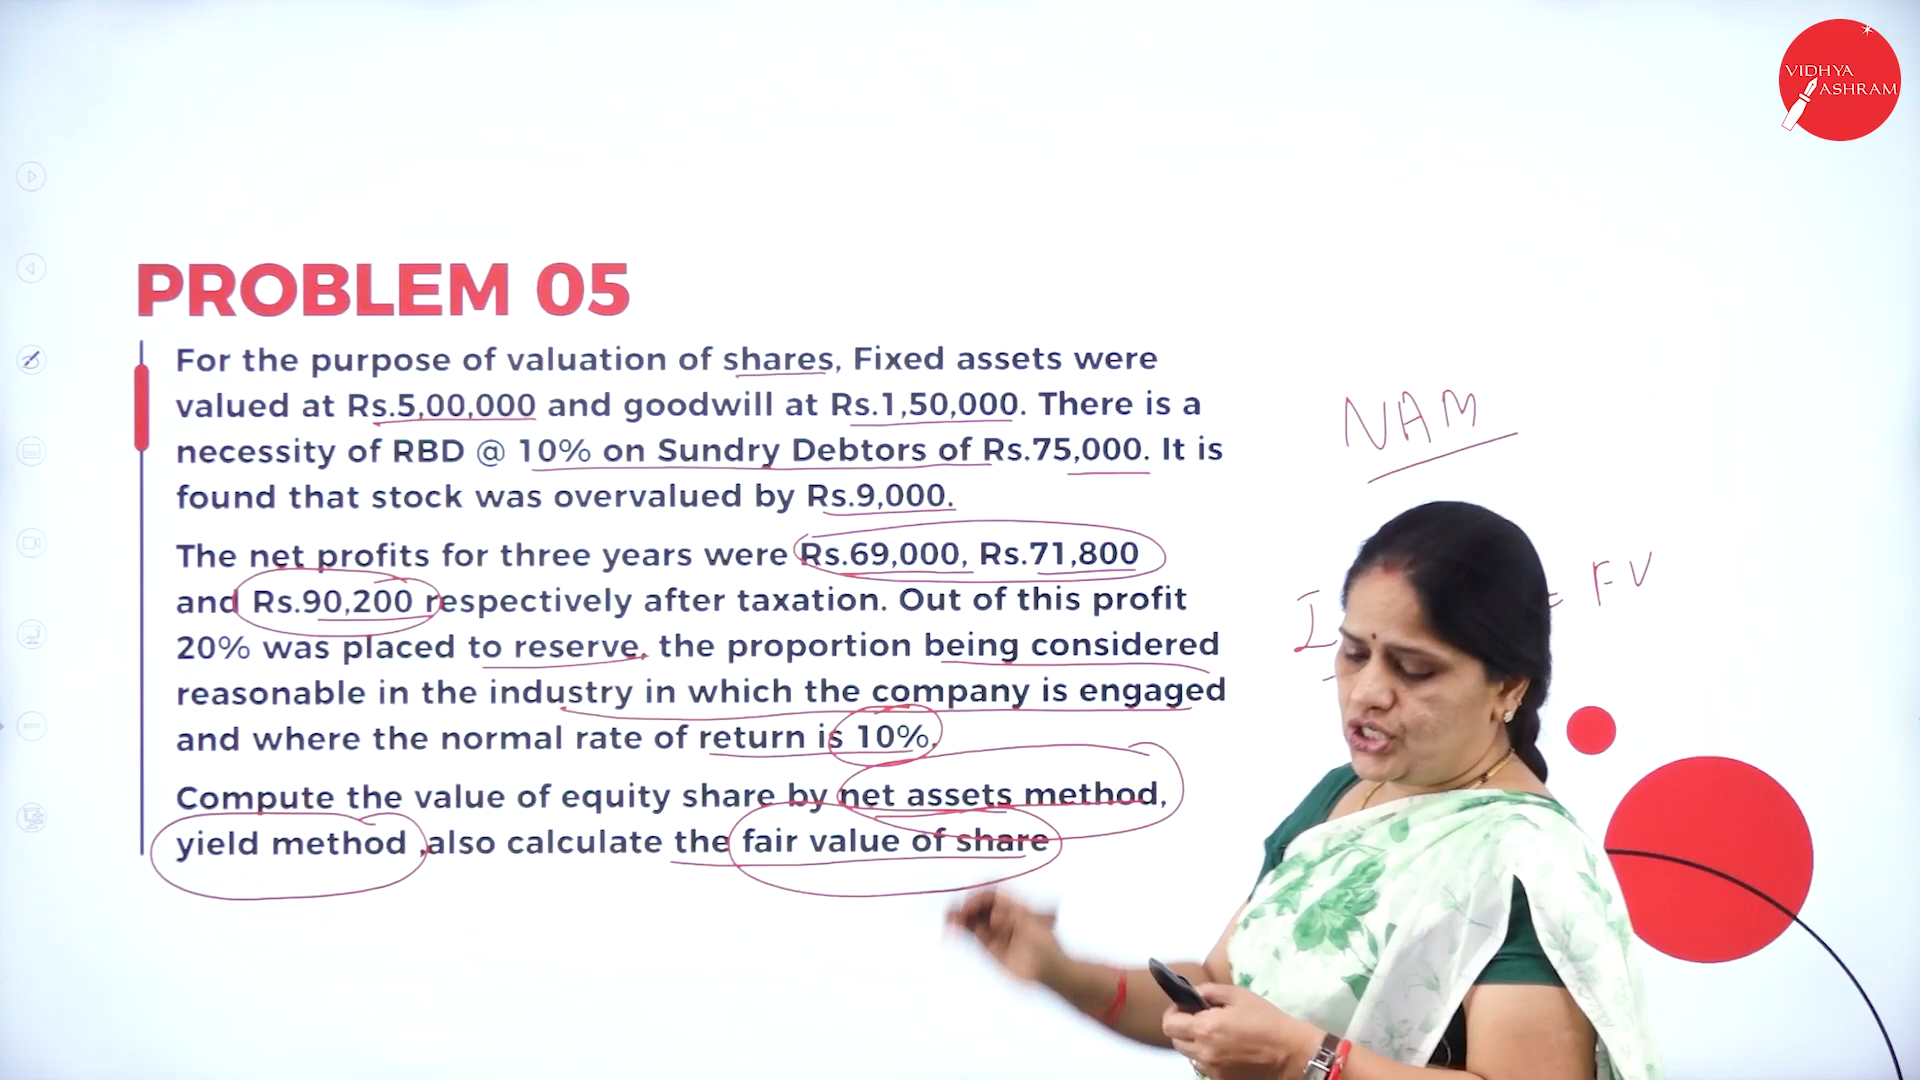 VIDHYA
ASHRAM
PROBLEM 05
For the purpose of valuation of shares, Fixed assets were
valued at Rs.5,00,000 and goodwill at Rs.1,50,000. There is a
necessity of RBD @ 10% on Sundry Debtors of Rs.75,000. It is
found that stock was overvalued by Rs.9,000.
The net profits for three years were Rs.69,000, Rs.71,800
and Rs.90,200 respectively after taxation. Out of this profit
20% was placed to reserve, the proportion being considered
reasonable in the industry in which the company is engaged
and where the normal rate of return is 10%.
Compute the value of equity share by net assets method,
yield method ,also calculate the fair value of share
NAM
I = FV